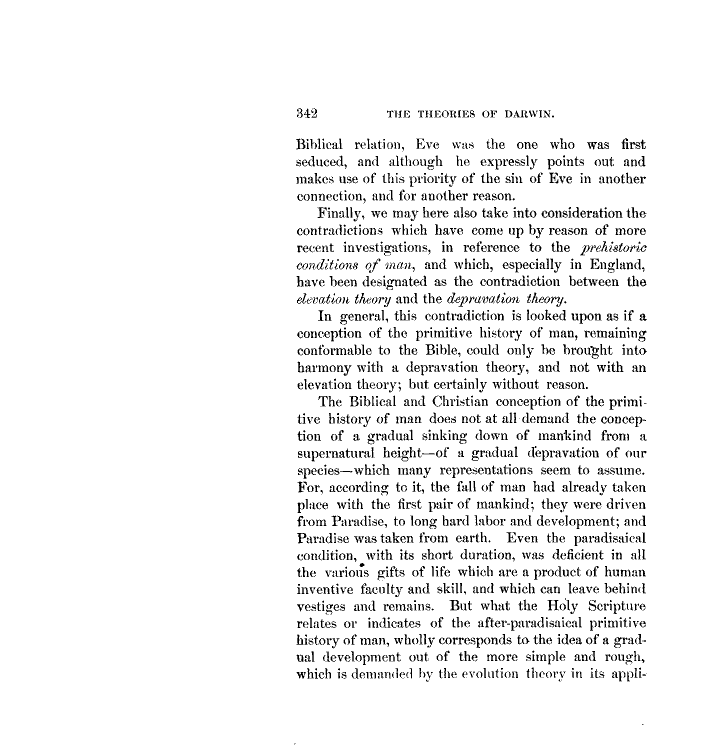 342 THE THEORIES OF DARWIN.
Biblical relation, Eve was the one who was first
seduced, and although he expressly points out and
makes use of this priority of the sin of Eve in another
connection, and for another reason.
Finally, we may here also take into consideration the
contradictions which have come up by reason of more
recent investigations, in reference to the prehistoric
conditions of man, and which, especially in England,
have been designated as the contradiction between the
elevation theory and the depravation theory.
In general, this contradiction is looked upon as if a
conception of the primitive history of man, remaining
conformable to the Bible, could only be brought into
harmony with a depravation theory, and not with an
elevation theory; but certainly without reason.
The Biblical and Christian conception of the primi-
tive history of man does not at all demand the concep-
tion of a gradual sinking down of mankind from a
supernatural height—of a gradual depravation of our
species—which many representations seem to assume.
For, according to it, the fall of man had already taken
place with the first pair of mankind; they were driven
from Paradise, to long hard labor and development; and
Paradise was taken from earth. Even the paradisaical
condition, with its short duration, was deficient in all
the various gifts of life which are a product of human
inventive faculty and skill, and which can leave behind
vestiges and remains. But what the Holy Scripture
relates or indicates of the after-paradisaical primitive
history of man, wholly corresponds to the idea of a grad-
ual development out of the more simple and rough,
which is demanded by the evolution theory in its appli-